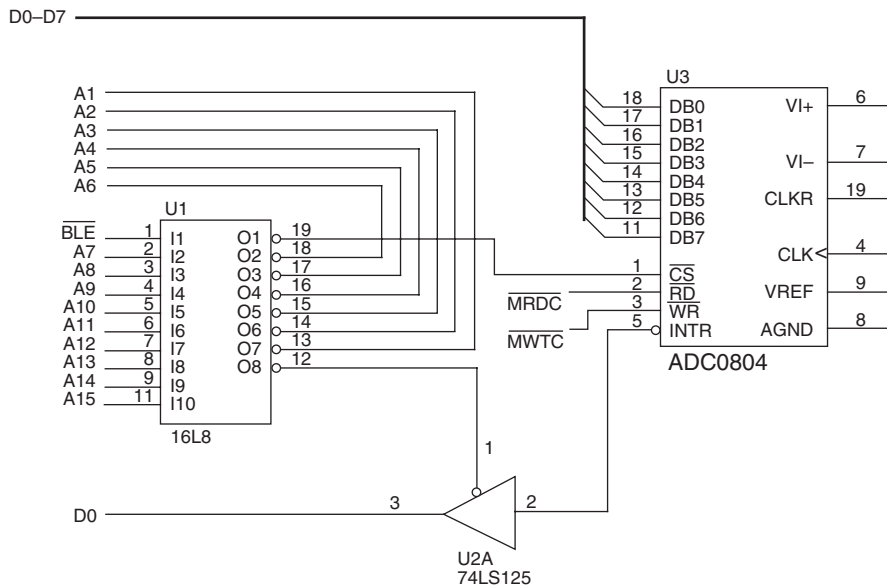 D0–D7
A1
A2
A3
A4
A5
A6
U1
BLE 1 I1 O1 19
A7 2 I2 O2 18
A8 3 I3 O3 17
A9 4 I4 O4 16
A10 5 I5 O5 15
A11 6 I6 O6 14
A12 7 I7 O7 13
A13 8 I8 O8 12
A14 9 I9
A15 11 I10
16L8
U3
18 DB0 VI+ 6
17 DB1
16 DB2
15 DB3 VI– 7
14 DB4
13 DB5 CLKR 19
12 DB6
11 DB7
CLK 4
1 CS
MRDC 2 RD VREF 9
3 WR
MWTC 5 INTR AGND 8
ADC0804
1
D0 3 2
U2A
74LS125